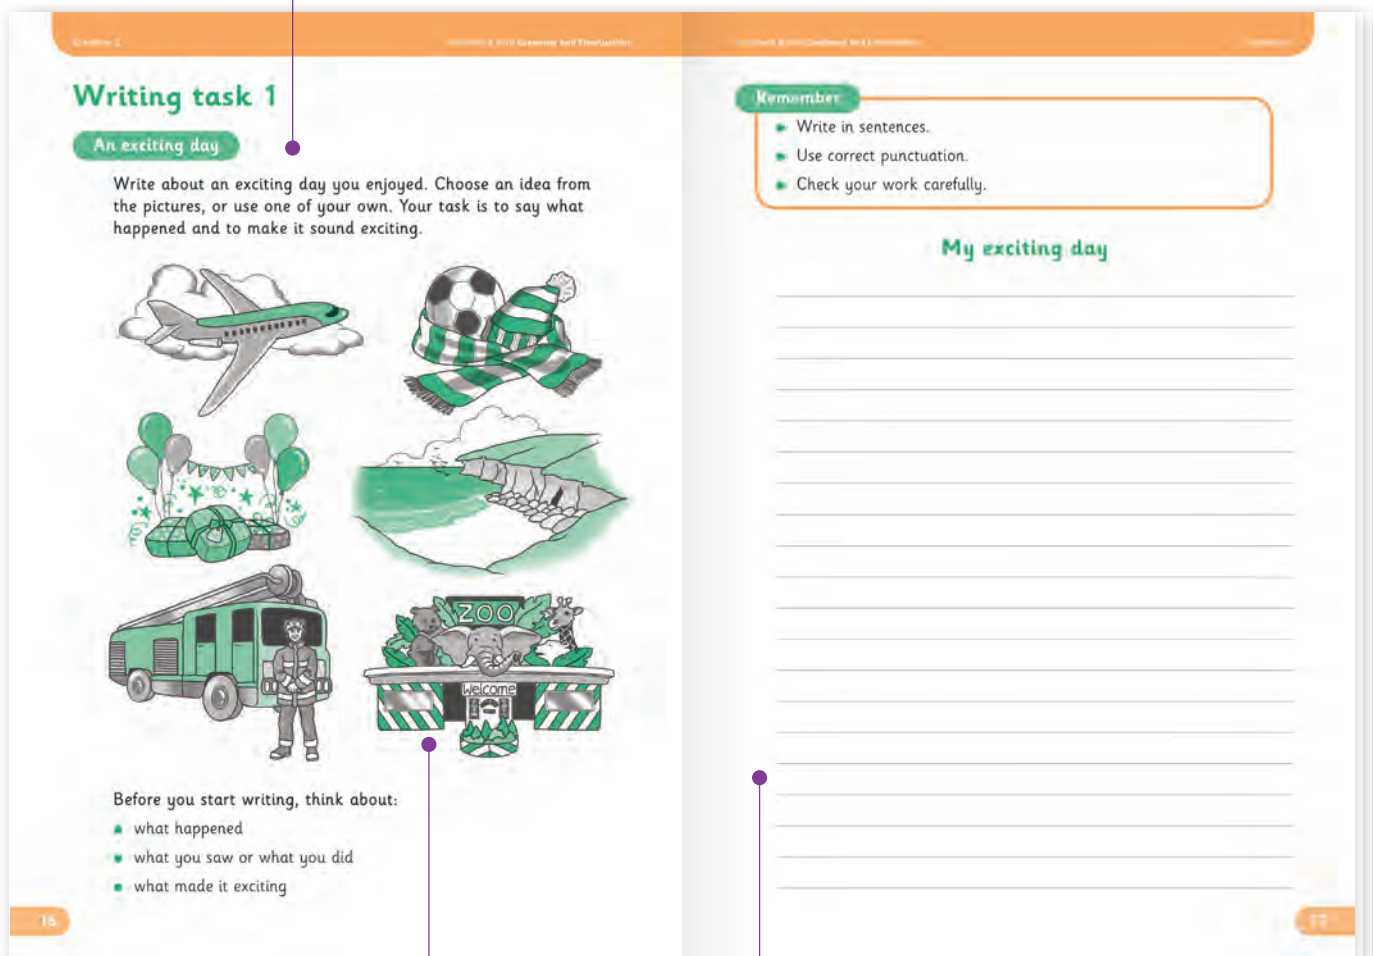 Writing task 1
An exciting day
Write about an exciting day you enjoyed. Choose an idea from
the pictures, or use one of your own. Your task is to say what
happened and to make it sound exciting.
ZOO
Welcome
Before you start writing, think about:
what happened
what you saw or what you did
what made it exciting
16
Remember
Write in sentences.
Use correct punctuation.
Check your work carefully.
My exciting day